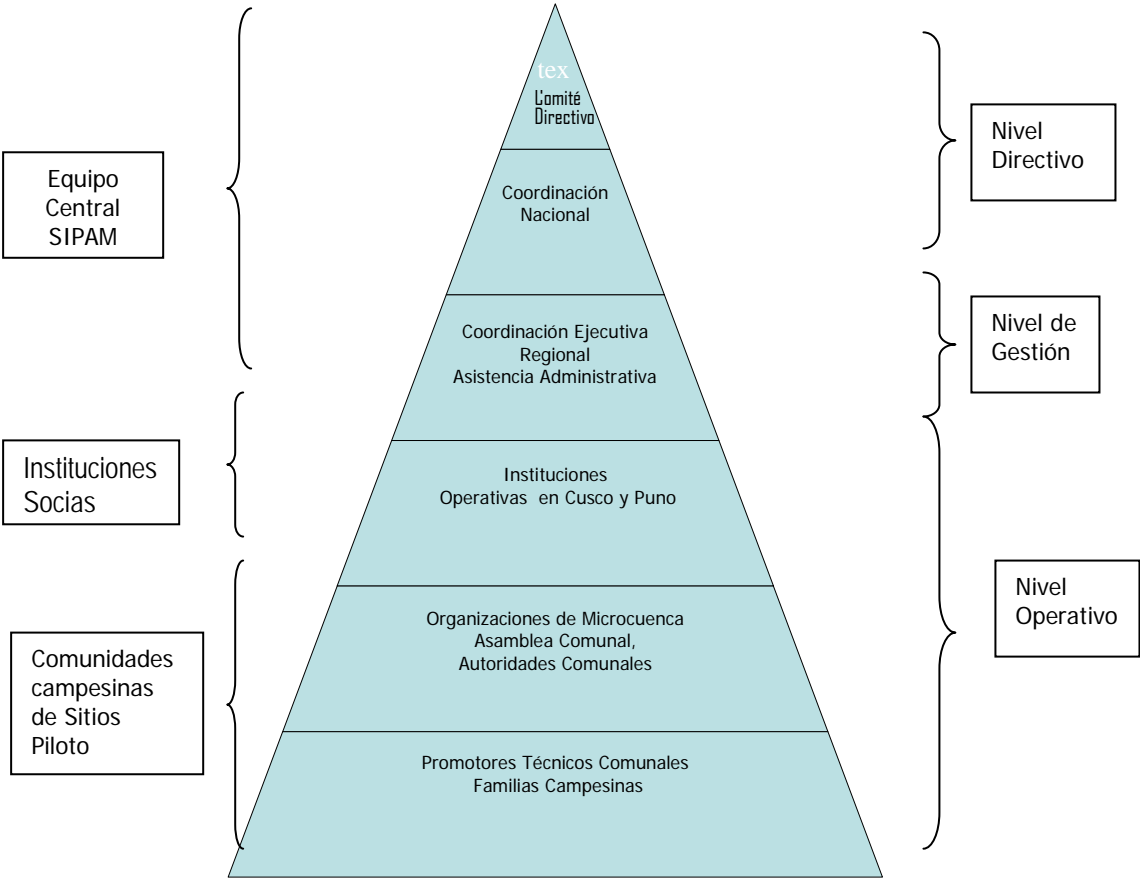 tex
Comité
Directivo
Coordinación
Nacional
Coordinación Ejecutiva
Regional
Asistencia Administrativa
Instituciones
Operativas en Cusco y Puno
Organizaciones de Microcuenca
Asamblea Comunal,
Autoridades Comunales
Promotores Técnicos Comunales
Familias Campesinas
Equipo
Central
SIPAM
Instituciones
Socias
Comunidades
campesinas
de Sitios
Piloto
Nivel
Directivo
Nivel de
Gestión
Nivel
Operativo